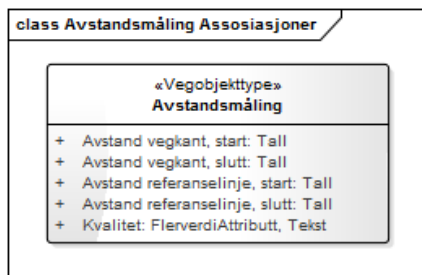 class Avstandsmåling Assosiasjoner
«Vegobjekttype»
Avstandsmåling
+ Avstand vegkant, start: Tall
+ Avstand vegkant, slutt: Tall
+ Avstand referanselinje, start: Tall
+ Avstand referanselinje, slutt: Tall
+ Kvalitet: FlerverdiAttributt, Tekst